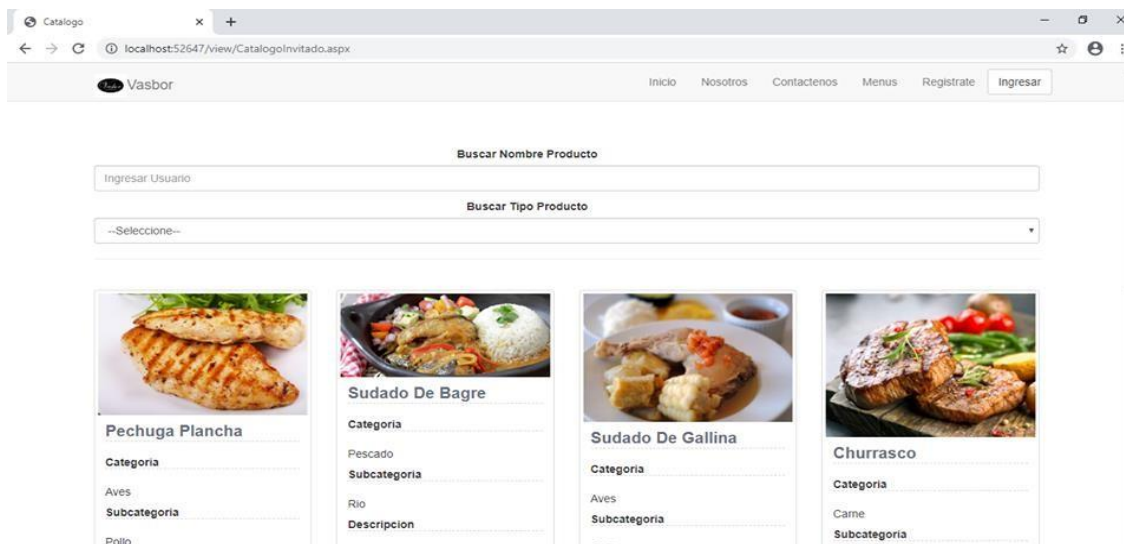 Catalogo
localhost:52647/view/CatalogoInvitado.aspx
Vasbor
Inicio Nosotros Contactenos Menus Registrate Ingresar
Buscar Nombre Producto
Ingresar Usuario
Buscar Tipo Producto
--Seleccione--
Pechuga Plancha
Categoria
Aves
Subcategoria
Pollo
Sudado De Bagre
Categoria
Pescado
Subcategoria
Rio
Descripcion
Sudado De Gallina
Categoria
Aves
Subcategoria
Churrasco
Categoria
Carne
Subcategoria